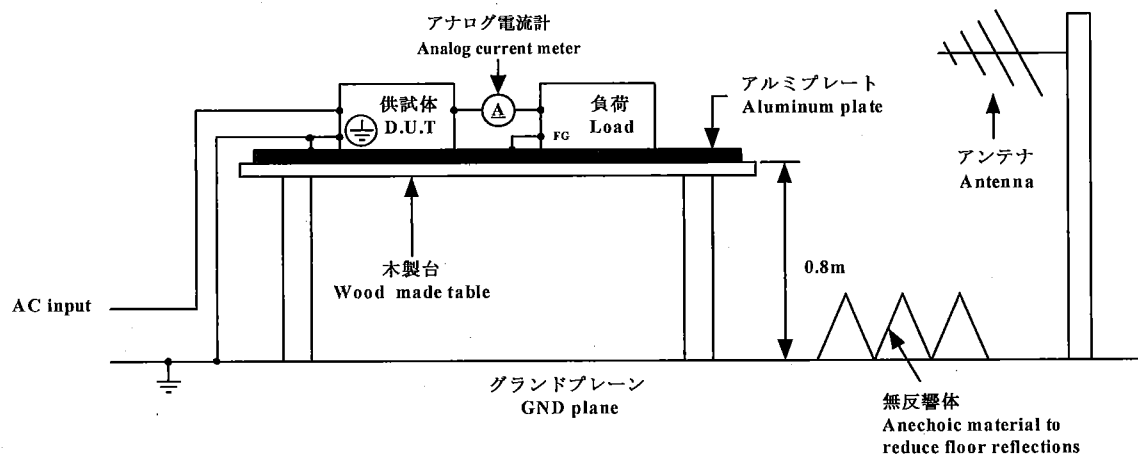 アナログ電流計
Analog current meter
供試体
D.U.T
A
負荷
Load
FG
アルミプレート
Aluminum plate
アンテナ
Antenna
木製台
Wood made table
0.8m
AC input
グランドプレーン
GND plane
無反響体
Anechoic material to
reduce floor reflections